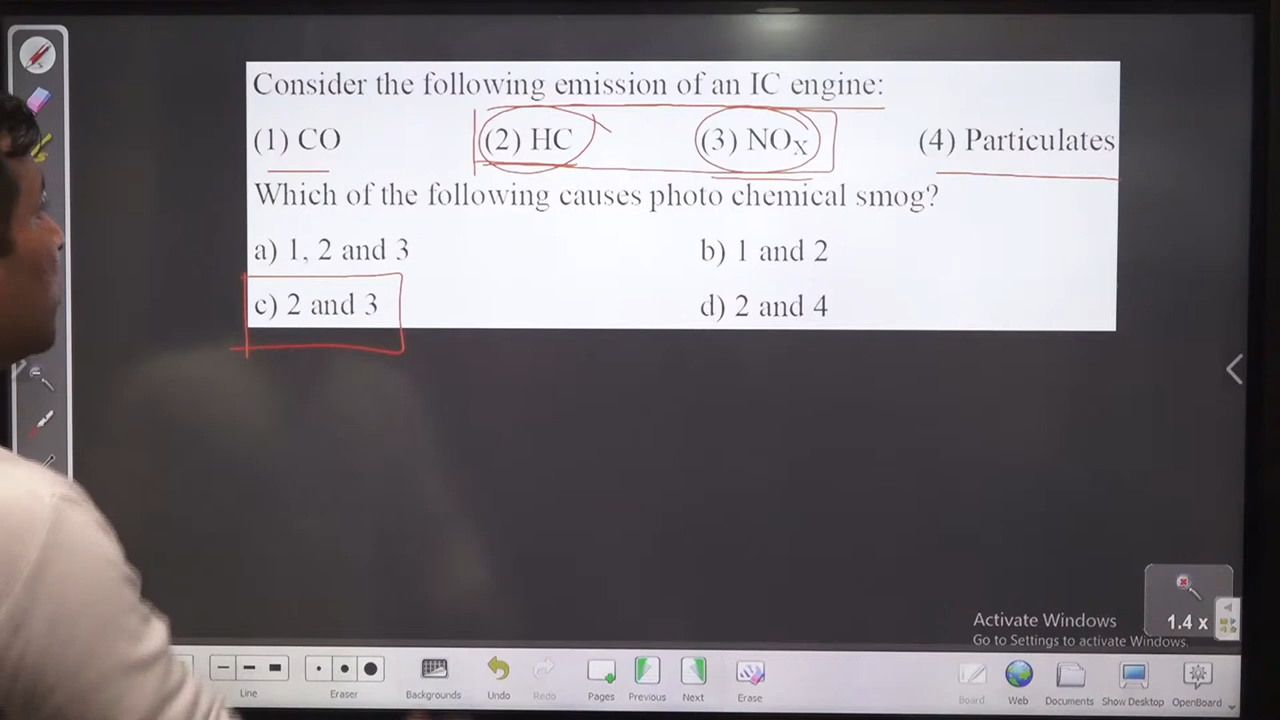 Consider the following emission of an IC engine:
(1) CO (2) HC (3) NOX (4) Particulates
Which of the following causes photo chemical smog?
a) 1, 2 and 3 b) 1 and 2
c) 2 and 3 d) 2 and 4
Activate Windows
Go to Settings to activate Windows.
1.4 x
Line Eraser Backgrounds Undo Redo Pages Previous Next Erase Board Web Documents Show Desktop OpenBoard